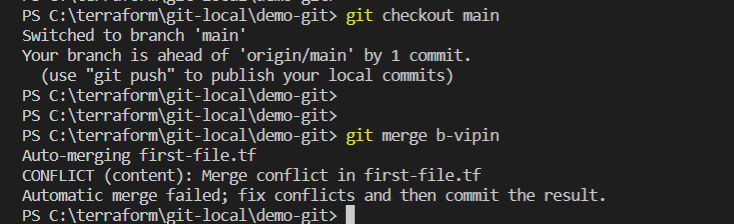 PS C:\terraform\git-local\demo-git> git checkout main
Switched to branch 'main'
Your branch is ahead of 'origin/main' by 1 commit.
  (use "git push" to publish your local commits)
PS C:\terraform\git-local\demo-git>
PS C:\terraform\git-local\demo-git>
PS C:\terraform\git-local\demo-git> git merge b-vipin
Auto-merging first-file.tf
CONFLICT (content): Merge conflict in first-file.tf
Automatic merge failed; fix conflicts and then commit the result.
PS C:\terraform\git-local\demo-git>